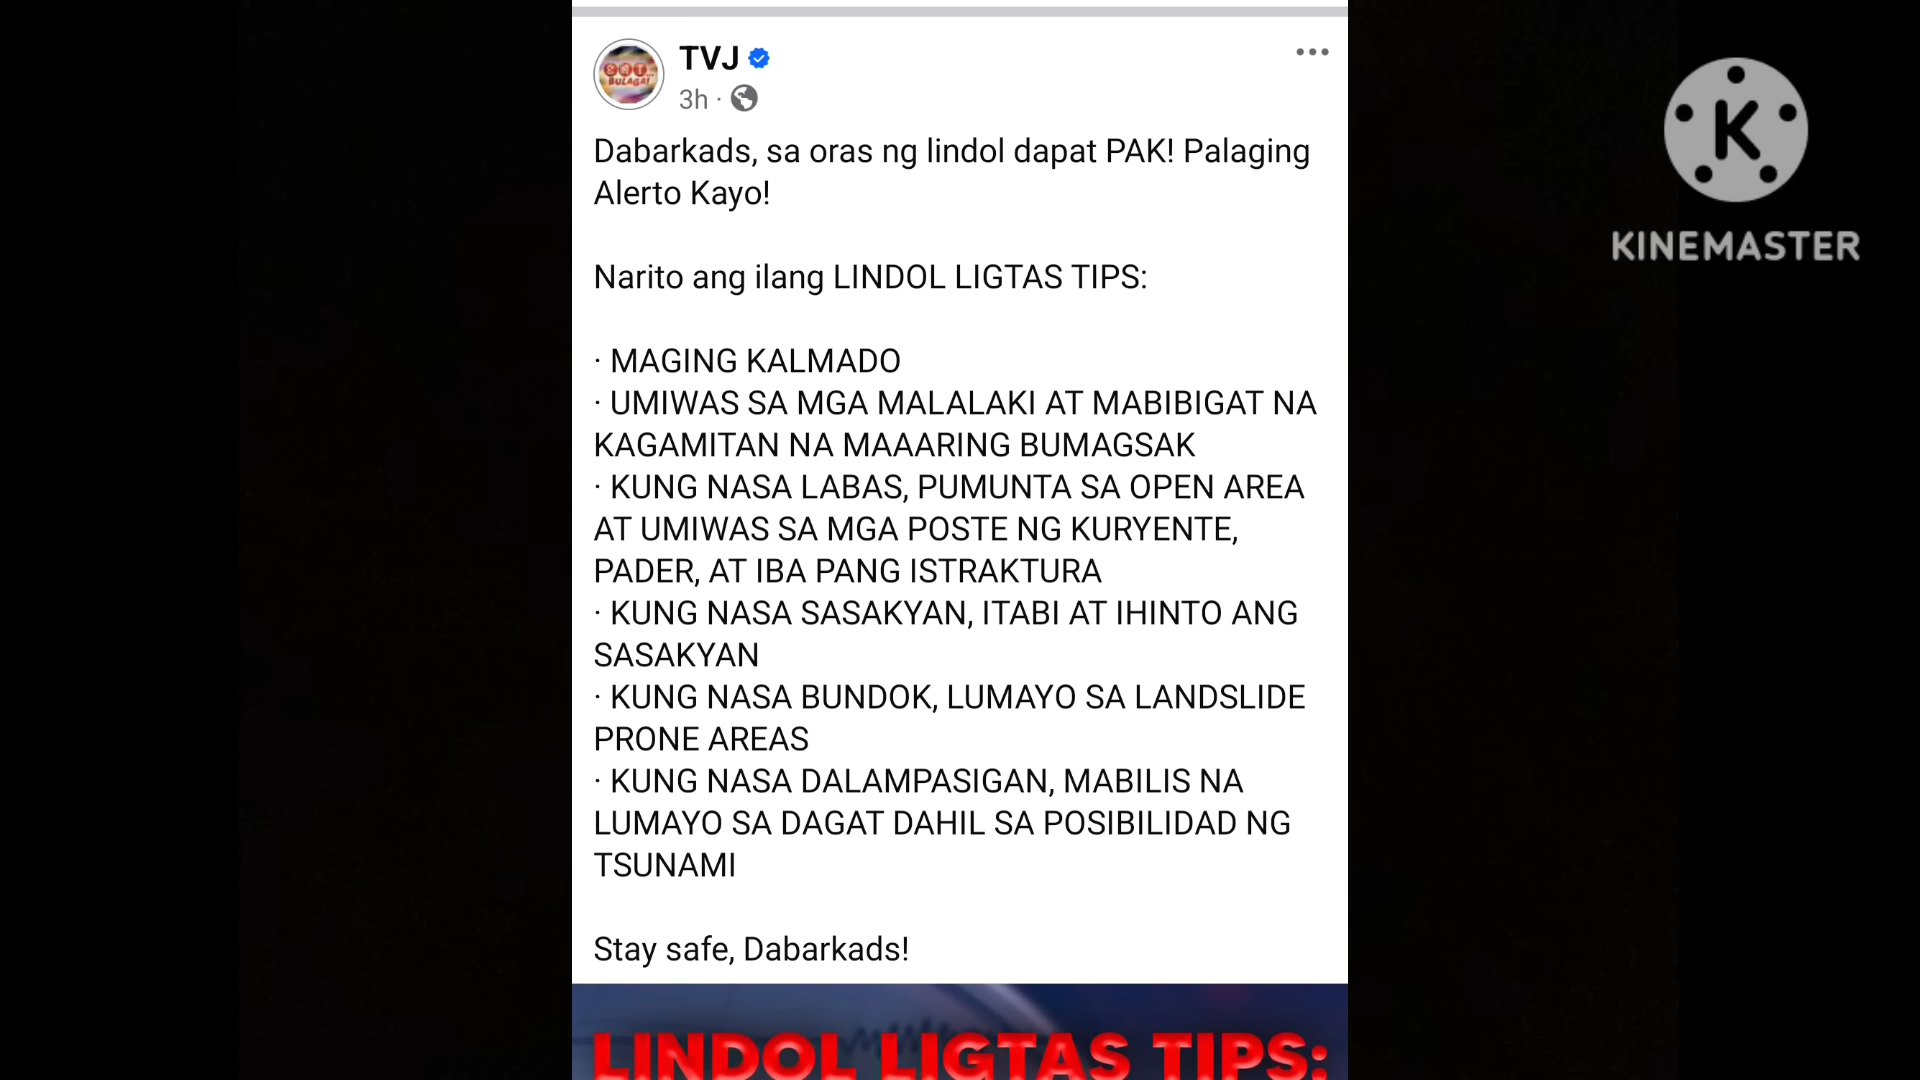 TVJ
EAT... BULAGA!
3h ·
Dabarkads, sa oras ng lindol dapat PAK! Palaging
Alerto Kayo!
Narito ang ilang LINDOL LIGTAS TIPS:
· MAGING KALMADO
· UMIWAS SA MGA MALALAKI AT MABIBIGAT NA
KAGAMITAN NA MAAARING BUMAGSAK
· KUNG NASA LABAS, PUMUNTA SA OPEN AREA
AT UMIWAS SA MGA POSTE NG KURYENTE,
PADER, AT IBA PANG ISTRAKTURA
· KUNG NASA SASAKYAN, ITABI AT IHINTO ANG
SASAKYAN
· KUNG NASA BUNDOK, LUMAYO SA LANDSLIDE
PRONE AREAS
· KUNG NASA DALAMPASIGAN, MABILIS NA
LUMAYO SA DAGAT DAHIL SA POSIBILIDAD NG
TSUNAMI
Stay safe, Dabarkads!
LINDOL LIGTAS TIPS:
K
KINEMASTER